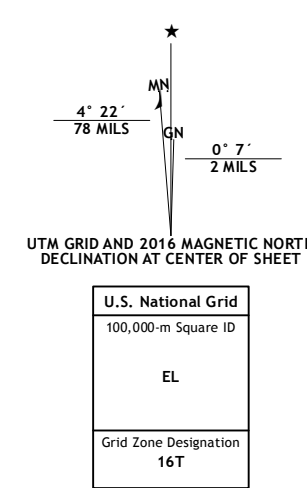 ★
MN
4° 22´
78 MILS
GN
0° 7´
2 MILS
UTM GRID AND 2016 MAGNETIC NORTH
DECLINATION AT CENTER OF SHEET
U.S. National Grid
100,000-m Square ID
EL
Grid Zone Designation
16T